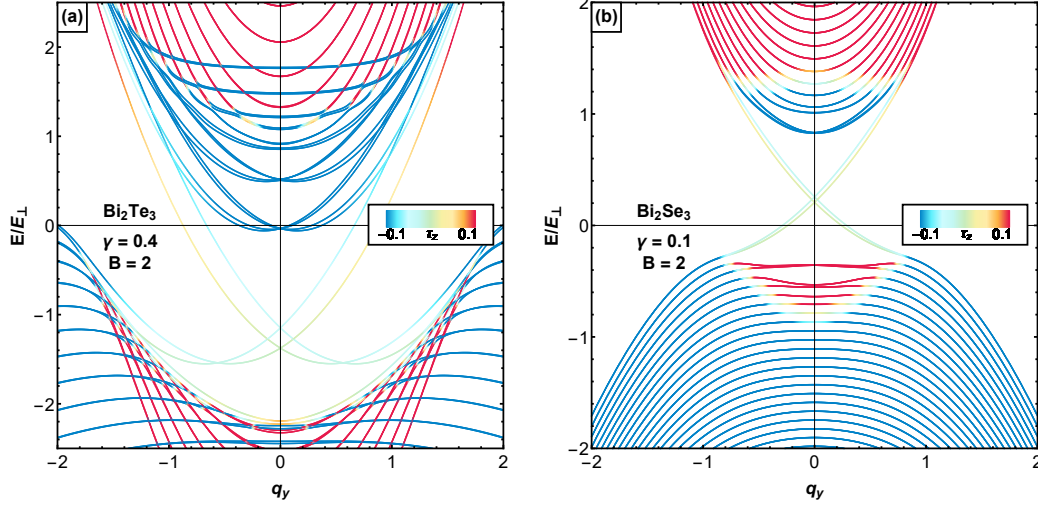 (a)
E/E⊥
2
1
0
−1
−2
Bi₂Te₃
γ = 0.4
B = 2
−0.1 τz 0.1
−2 −1 0 1 2
qy
(b)
E/E⊥
2
1
0
−1
−2
Bi₂Se₃
γ = 0.1
B = 2
−0.1 τz 0.1
−2 −1 0 1 2
qy